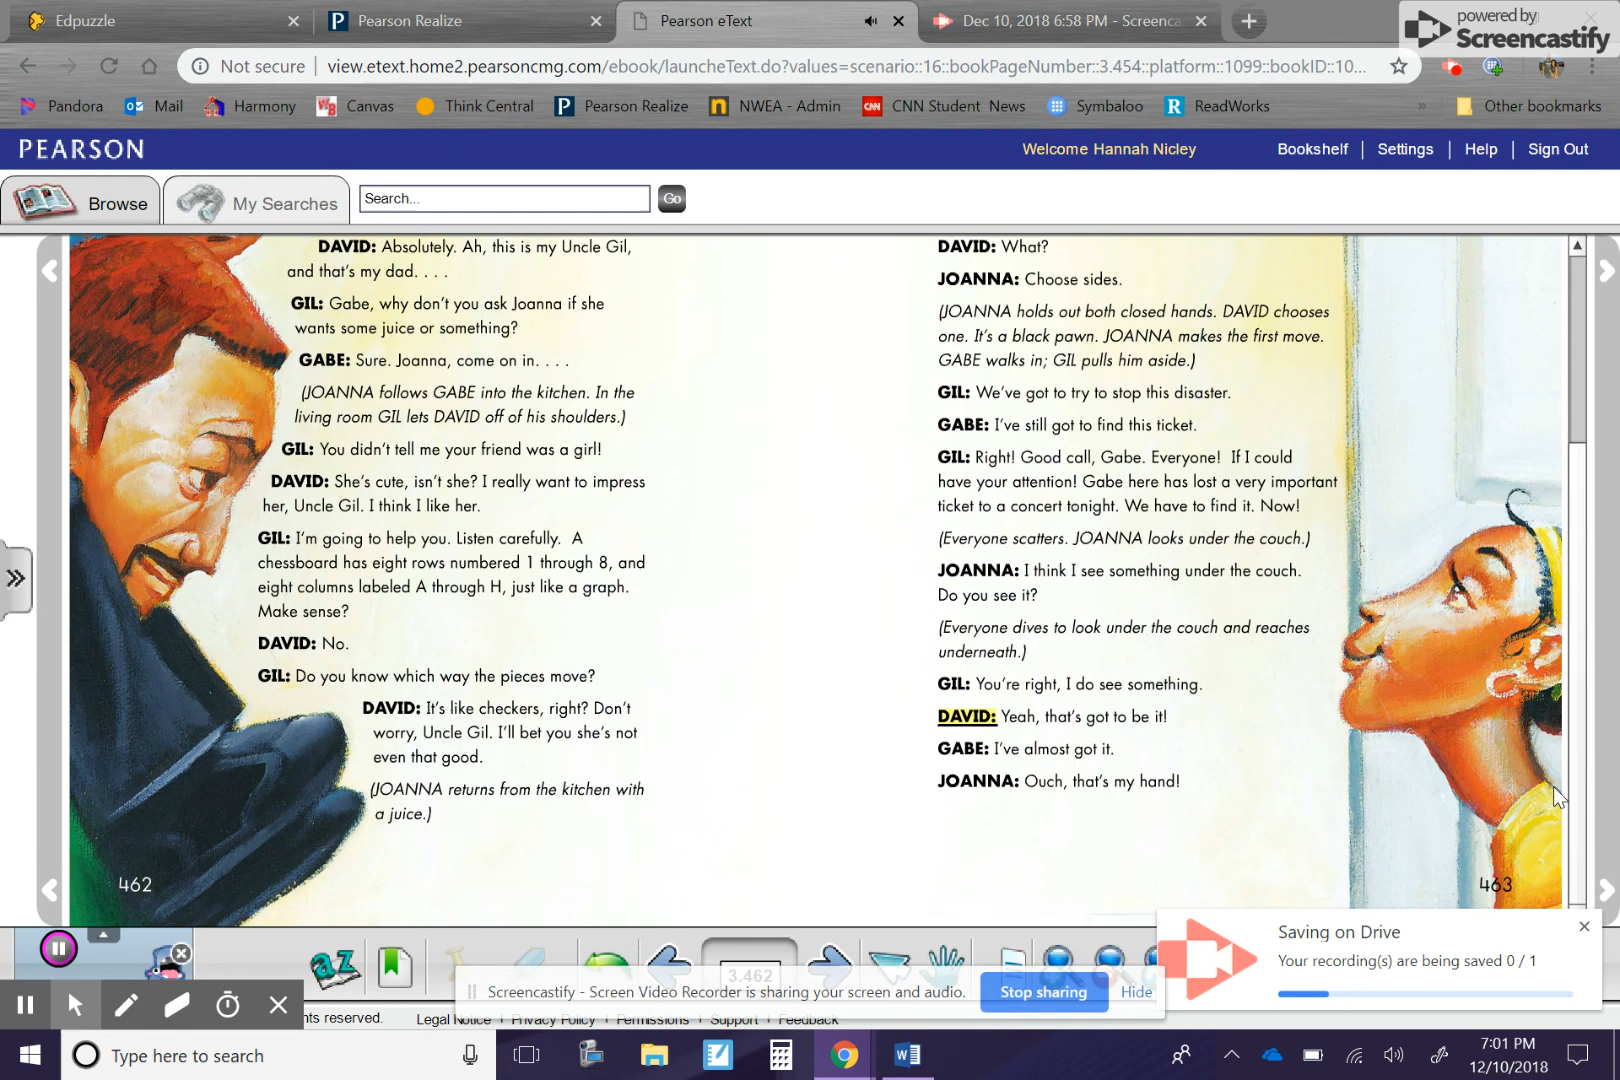 Edpuzzle
Pearson Realize
Pearson eText
Dec 10, 2018 6:58 PM - Screenca
powered by
Screencastify
Not secure
view.etext.home2.pearsoncmg.com/ebook/launcheText.do?values=scenario::16::bookPageNumber::3.454::platform::1099::bookID::10...
Pandora
Mail
Harmony
Canvas
Think Central
Pearson Realize
NWEA - Admin
CNN Student News
Symbaloo
ReadWorks
Other bookmarks
PEARSON
Welcome Hannah Nicley
Bookshelf
Settings
Help
Sign Out
Browse
My Searches
Search...
Go
DAVID: Absolutely. Ah, this is my Uncle Gil,
and that's my dad. . . .
GIL: Gabe, why don't you ask Joanna if she
wants some juice or something?
GABE: Sure. Joanna, come on in. . . .
(JOANNA follows GABE into the kitchen. In the
living room GIL lets DAVID off of his shoulders.)
GIL: You didn't tell me your friend was a girl!
DAVID: She's cute, isn't she? I really want to impress
her, Uncle Gil. I think I like her.
GIL: I'm going to help you. Listen carefully. A
chessboard has eight rows numbered 1 through 8, and
eight columns labeled A through H, just like a graph.
Make sense?
DAVID: No.
GIL: Do you know which way the pieces move?
DAVID: It's like checkers, right? Don't
worry, Uncle Gil. I'll bet you she's not
even that good.
(JOANNA returns from the kitchen with
a juice.)
462
DAVID: What?
JOANNA: Choose sides.
(JOANNA holds out both closed hands. DAVID chooses
one. It's a black pawn. JOANNA makes the first move.
GABE walks in; GIL pulls him aside.)
GIL: We've got to try to stop this disaster.
GABE: I've still got to find this ticket.
GIL: Right! Good call, Gabe. Everyone! If I could
have your attention! Gabe here has lost a very important
ticket to a concert tonight. We have to find it. Now!
(Everyone scatters. JOANNA looks under the couch.)
JOANNA: I think I see something under the couch.
Do you see it?
(Everyone dives to look under the couch and reaches
underneath.)
GIL: You're right, I do see something.
DAVID: Yeah, that's got to be it!
GABE: I've almost got it.
JOANNA: Ouch, that's my hand!
463
Saving on Drive
Your recording(s) are being saved 0 / 1
3.462
Screencastify - Screen Video Recorder is sharing your screen and audio.
Stop sharing
Hide
nts reserved.
Legal Notice
Privacy Policy
Permissions
Support
Feedback
Type here to search
7:01 PM
12/10/2018